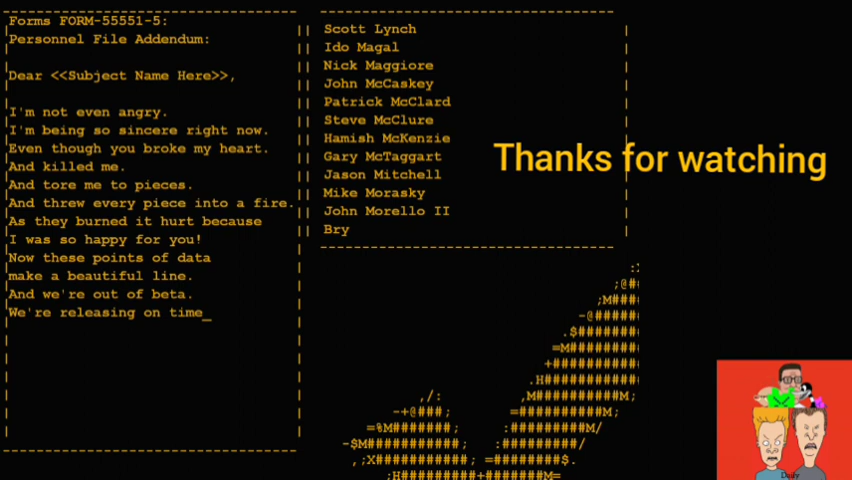 Forms FORM-55551-5:
Personnel File Addendum:
Dear <<Subject Name Here>>,
I'm not even angry.
I'm being so sincere right now.
Even though you broke my heart.
And killed me.
And tore me to pieces.
And threw every piece into a fire.
As they burned it hurt because
I was so happy for you!
Now these points of data
make a beautiful line.
And we're out of beta.
We're releasing on time_
Scott Lynch
Ido Magal
Nick Maggiore
John McCaskey
Patrick McClard
Steve McClure
Hamish McKenzie
Gary McTaggart
Jason Mitchell
Mike Morasky
John Morello II
Bry
Thanks for watching